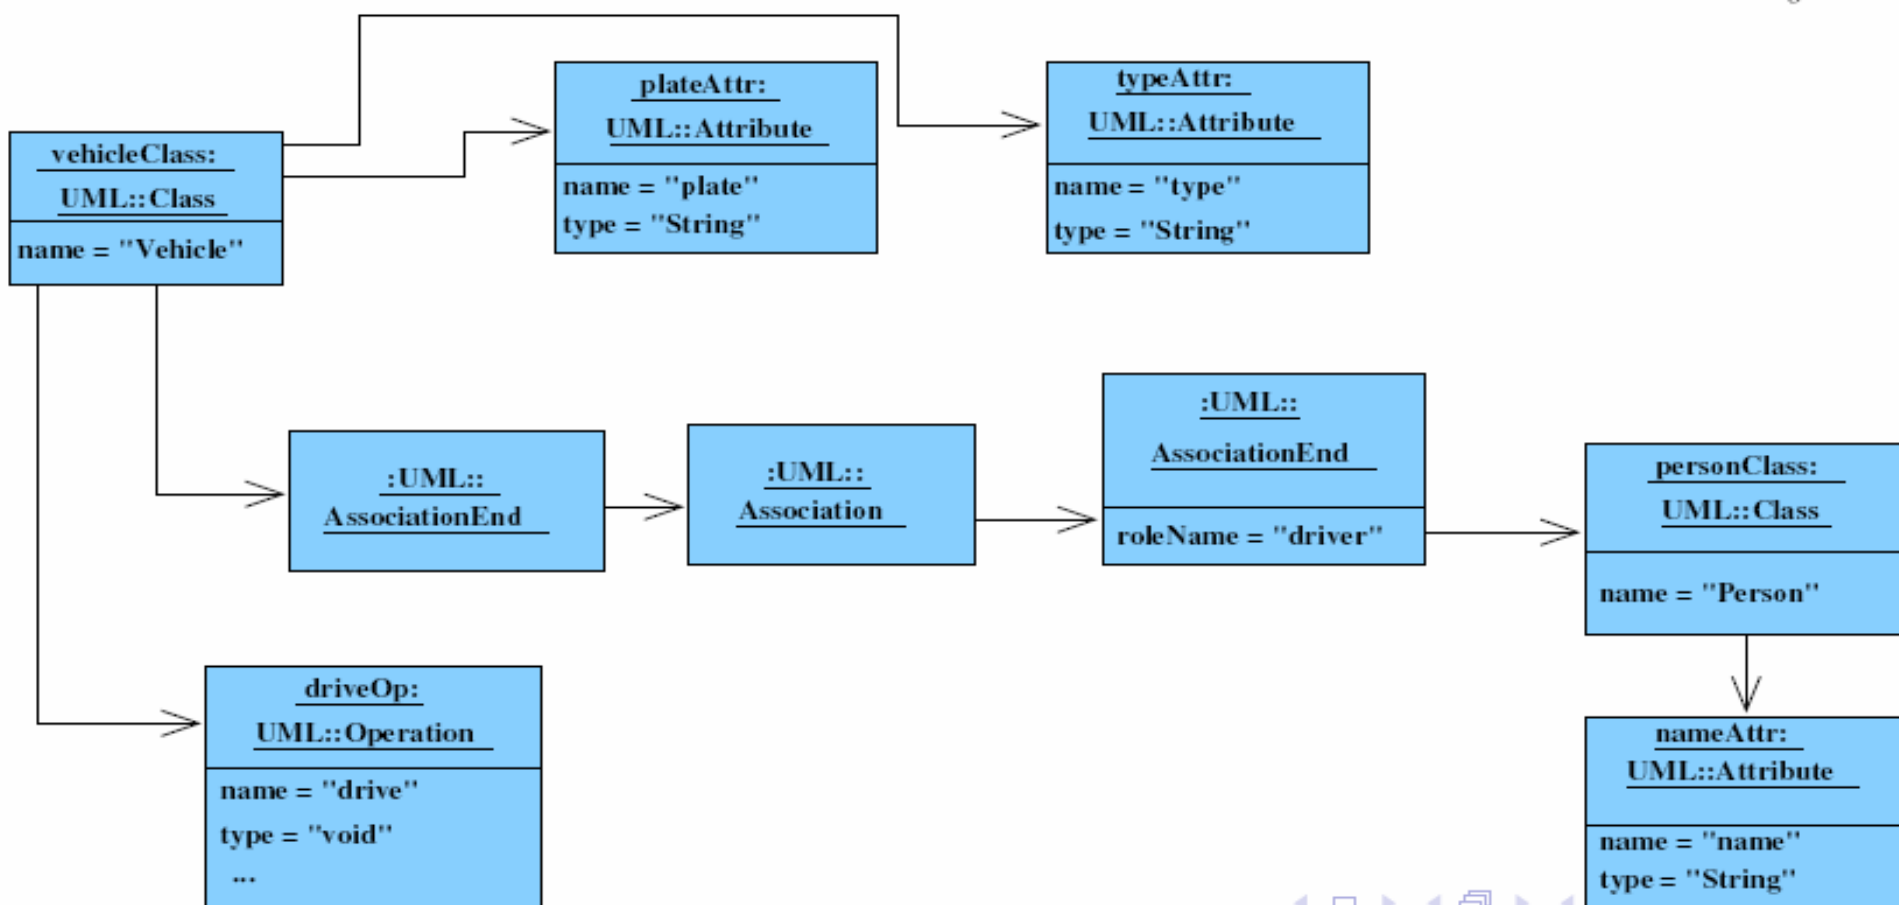 plateAttr:
UML::Attribute
name = "plate"
type = "String"
typeAttr:
UML::Attribute
name = "type"
type = "String"
vehicleClass:
UML::Class
name = "Vehicle"
:UML::
AssociationEnd
:UML::
Association
:UML::
AssociationEnd
roleName = "driver"
personClass:
UML::Class
name = "Person"
driveOp:
UML::Operation
name = "drive"
type = "void"
...
nameAttr:
UML::Attribute
name = "name"
type = "String"